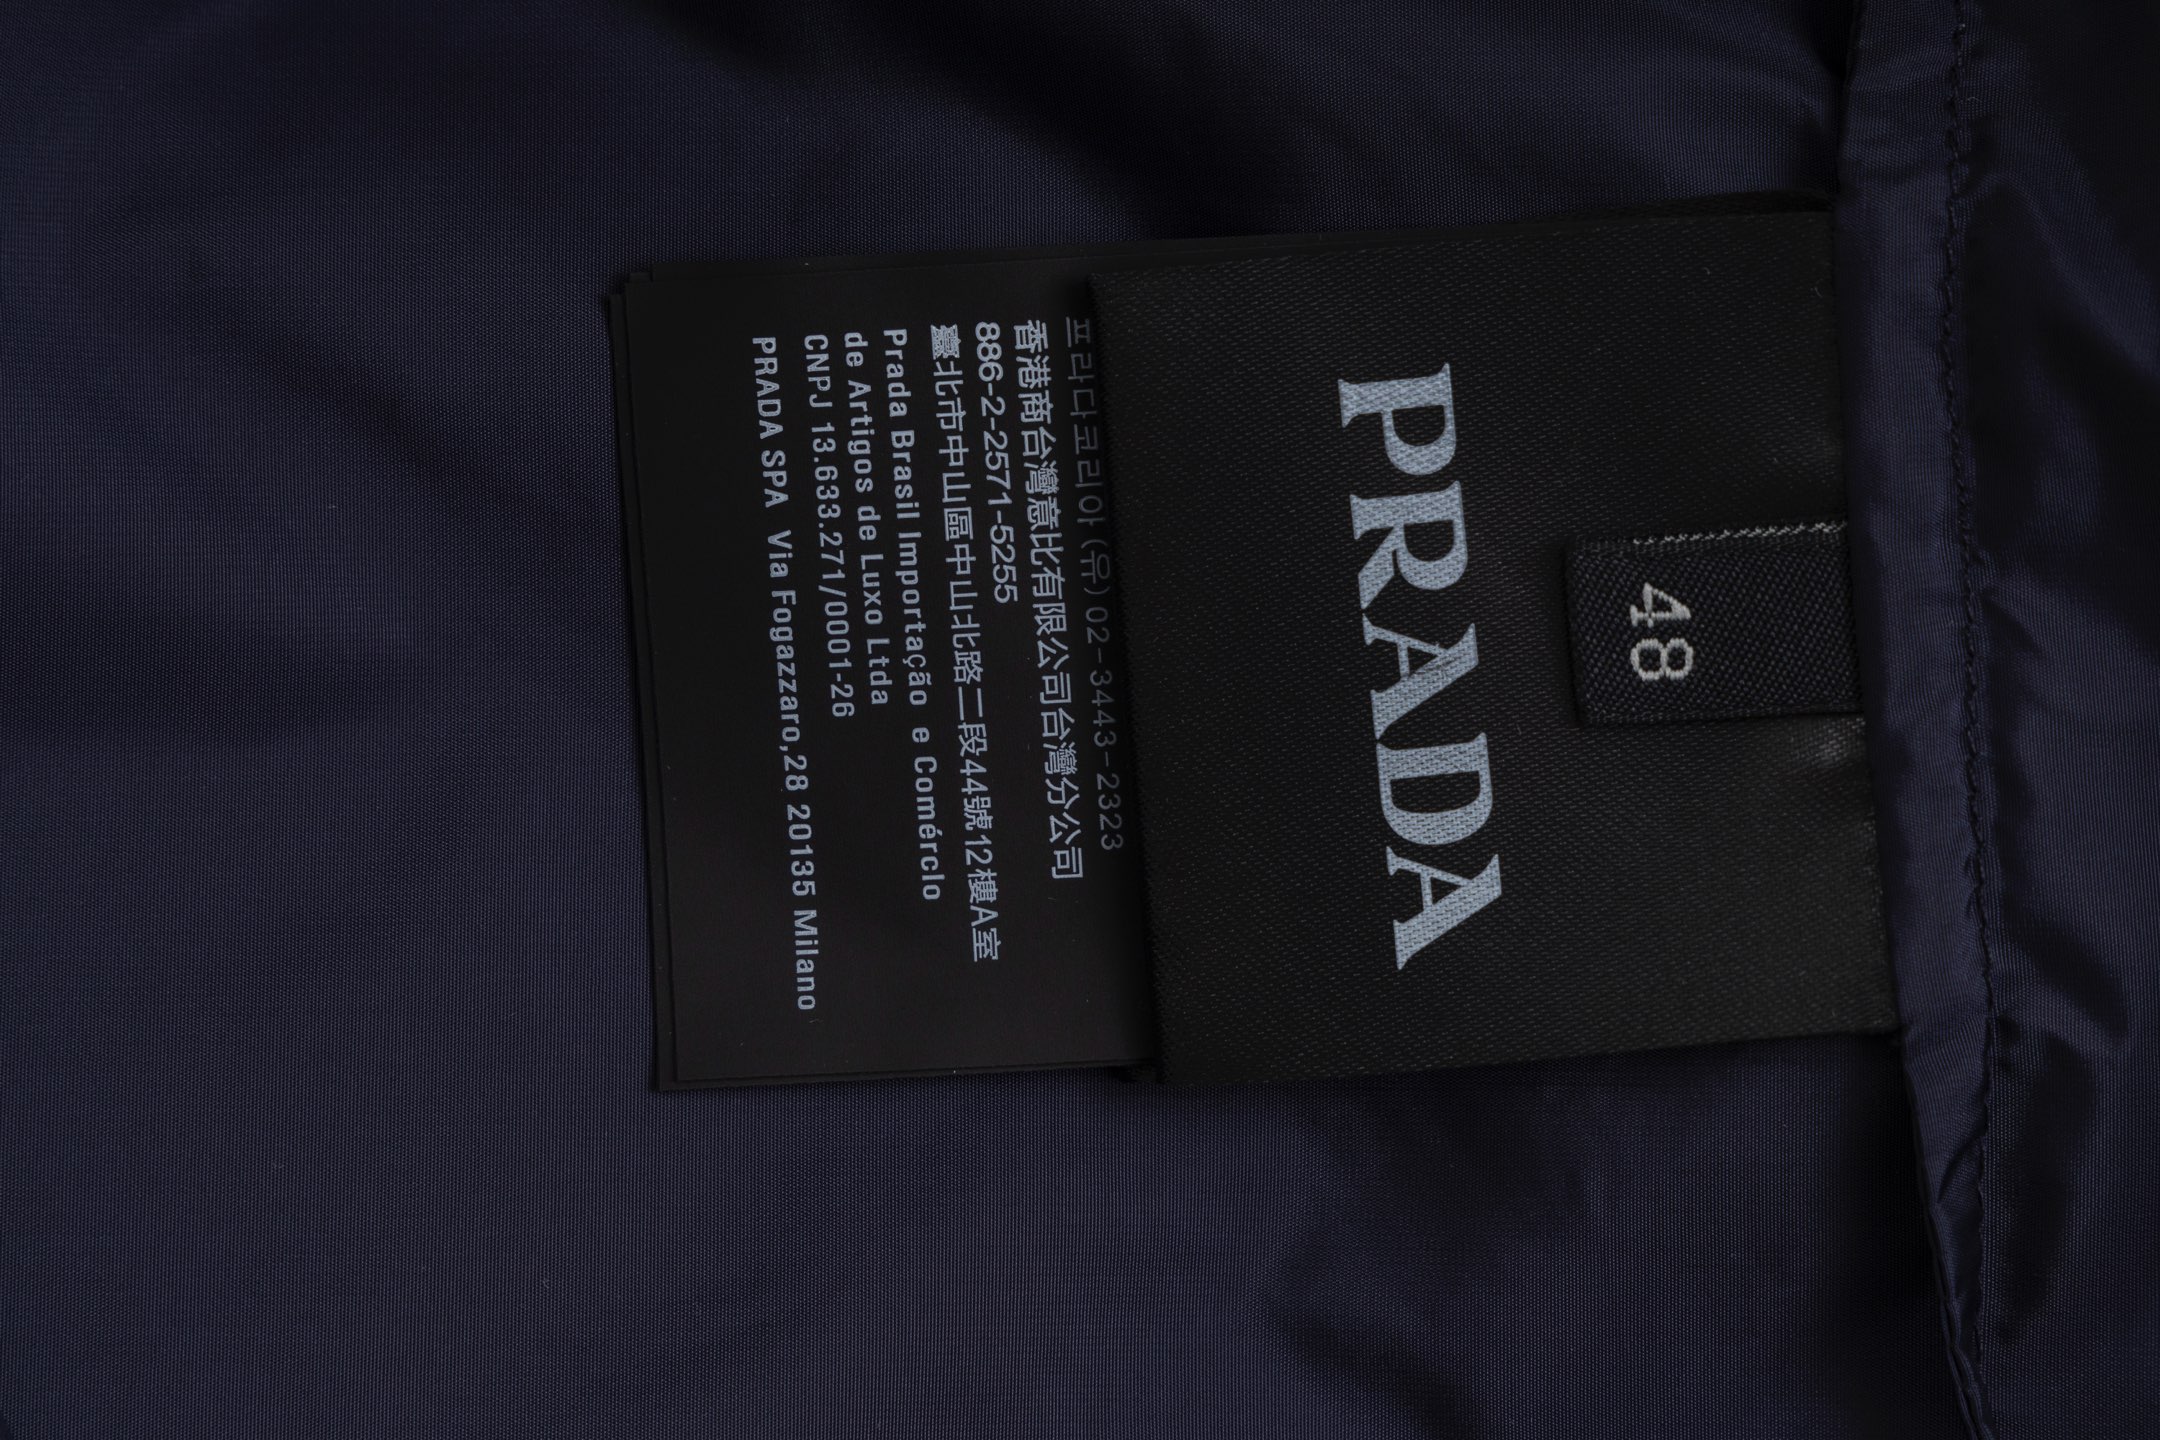 48
PRADA
프라다코리아(유)02-3443-2323
香港商台灣意比有限公司台灣分公司
886-2-2571-5255
臺北市中山區中山北路二段44號12樓A室
Prada Brasil Importação e Comércio
de Artigos de Luxo Ltda
CNPJ 13.633.271/0001-26
PRADA SPA Via Fogazzaro,28 20135 Milano